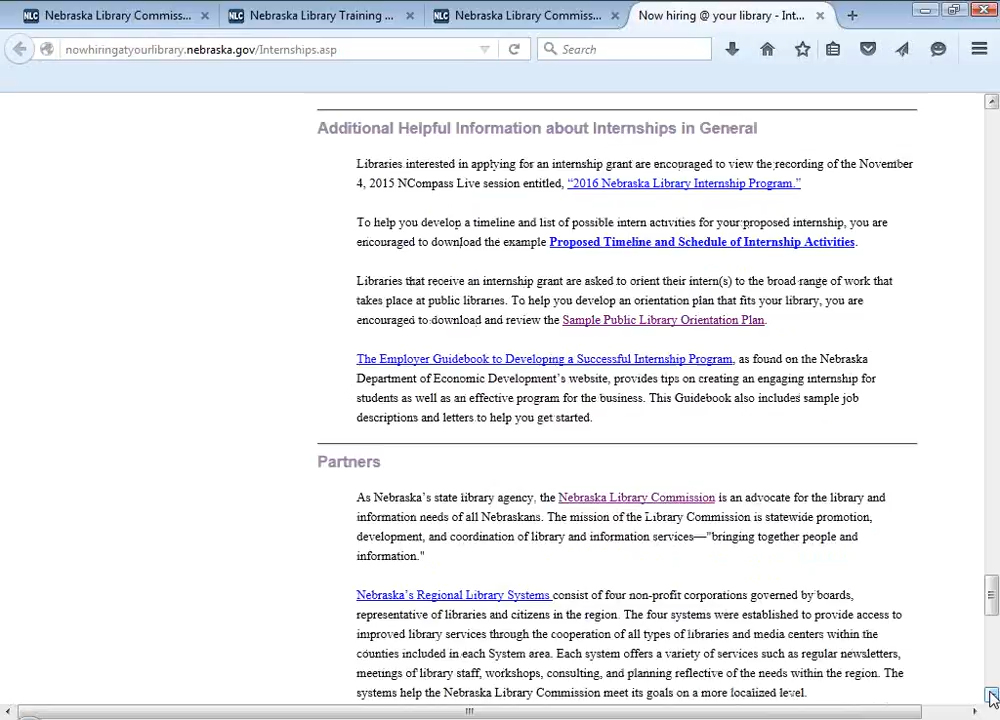 Nebraska Library Commiss...
Nebraska Library Training ...
Nebraska Library Commiss...
Now hiring @ your library - Int...
nowhiringatyourlibrary.nebraska.gov/Internships.asp
Search
Additional Helpful Information about Internships in General
Libraries interested in applying for an internship grant are encouraged to view the recording of the November
4, 2015 NCompass Live session entitled, “2016 Nebraska Library Internship Program.”
To help you develop a timeline and list of possible intern activities for your proposed internship, you are
encouraged to download the example Proposed Timeline and Schedule of Internship Activities.
Libraries that receive an internship grant are asked to orient their intern(s) to the broad range of work that
takes place at public libraries. To help you develop an orientation plan that fits your library, you are
encouraged to download and review the Sample Public Library Orientation Plan.
The Employer Guidebook to Developing a Successful Internship Program, as found on the Nebraska
Department of Economic Development’s website, provides tips on creating an engaging internship for
students as well as an effective program for the business. This Guidebook also includes sample job
descriptions and letters to help you get started.
Partners
As Nebraska’s state library agency, the Nebraska Library Commission is an advocate for the library and
information needs of all Nebraskans. The mission of the Library Commission is statewide promotion,
development, and coordination of library and information services—"bringing together people and
information."
Nebraska’s Regional Library Systems consist of four non-profit corporations governed by boards,
representative of libraries and citizens in the region. The four systems were established to provide access to
improved library services through the cooperation of all types of libraries and media centers within the
counties included in each System area. Each system offers a variety of services such as regular newsletters,
meetings of library staff, workshops, consulting, and planning reflective of the needs within the region. The
systems help the Nebraska Library Commission meet its goals on a more localized level.